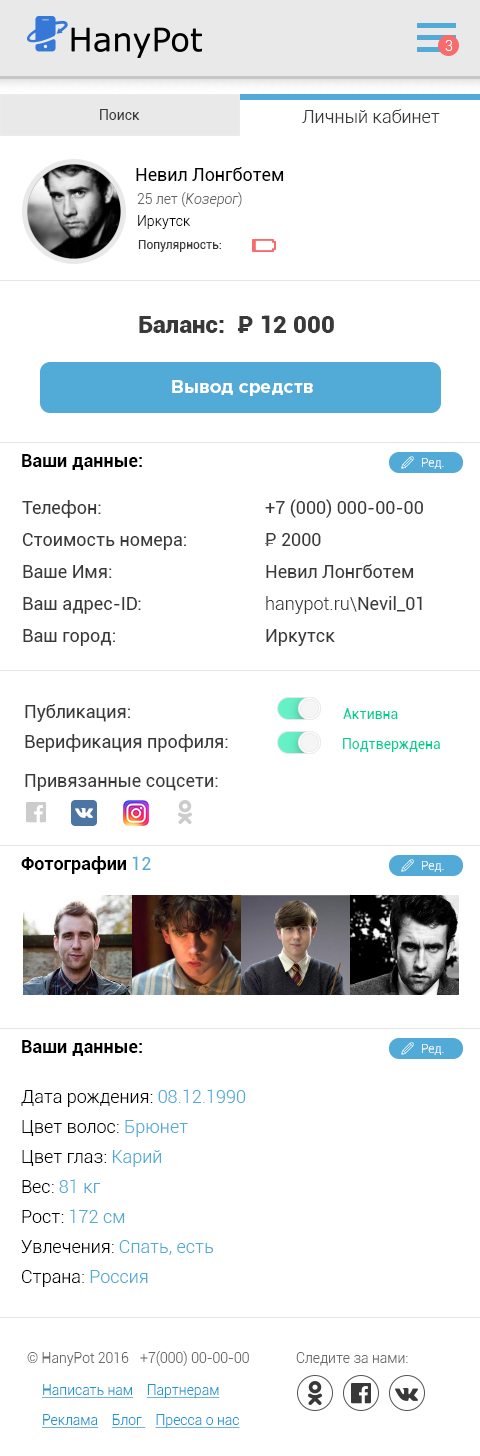 HanyPot
3
Поиск
Личный кабинет
Невил Лонгботем
25 лет (Козерог)
Иркутск
Популярность:
Баланс: ₽ 12 000
Вывод средств
Ваши данные:
Ред.
Телефон: +7 (000) 000-00-00
Стоимость номера: ₽ 2000
Ваше Имя: Невил Лонгботем
Ваш адрес-ID: hanypot.ru\Nevil_01
Ваш город: Иркутск
Публикация: Активна
Верификация профиля: Подтверждена
Привязанные соцсети:
Фотографии 12
Ред.
Ваши данные:
Ред.
Дата рождения: 08.12.1990
Цвет волос: Брюнет
Цвет глаз: Карий
Вес: 81 кг
Рост: 172 см
Увлечения: Спать, есть
Страна: Россия
© HanyPot 2016 +7(000) 00-00-00
Следите за нами:
Написать нам Партнерам
Реклама Блог Пресса о нас